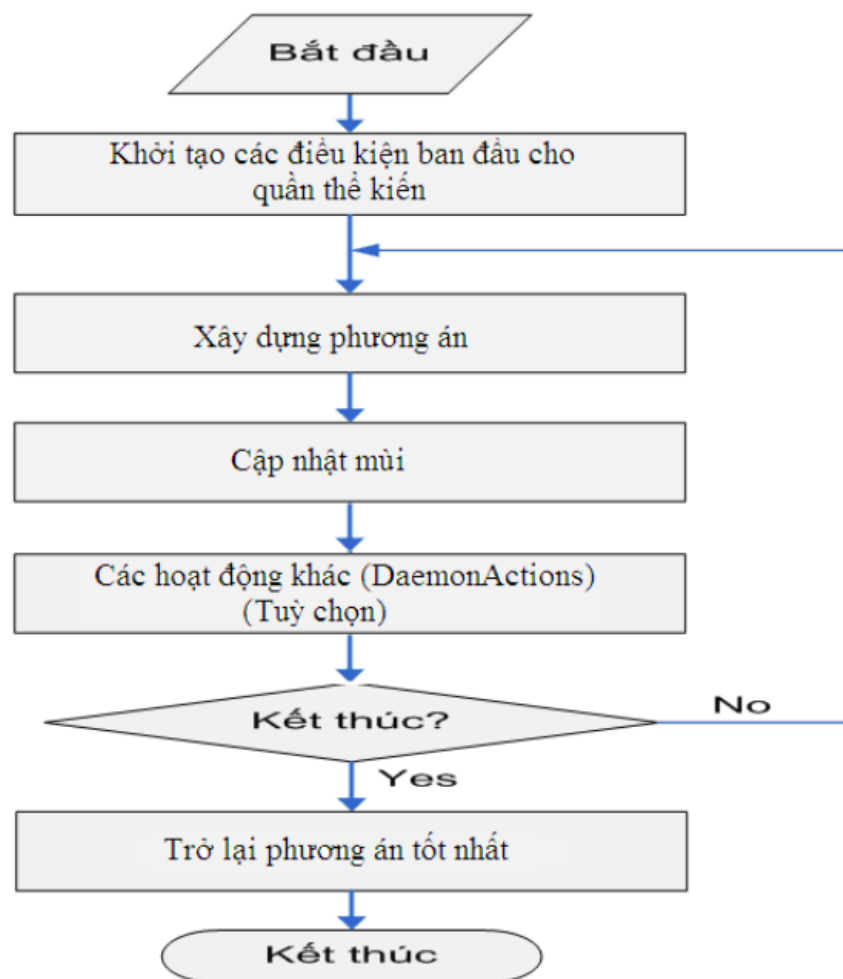 Bắt đầu
Khởi tạo các điều kiện ban đầu cho
quần thể kiến
Xây dựng phương án
Cập nhật mùi
Các hoạt động khác (DaemonActions)
(Tuỳ chọn)
Kết thúc?
No
Yes
Trở lại phương án tốt nhất
Kết thúc